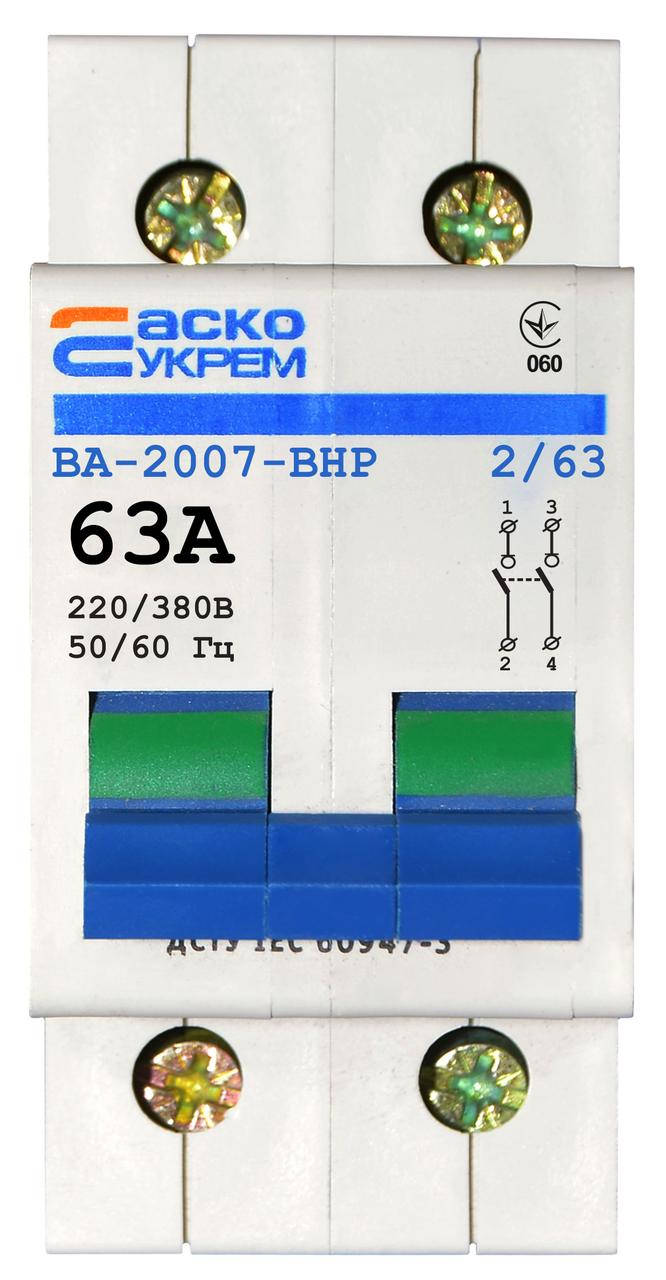 аско
УКРЕМ
060
ВА-2007-ВНР 2/63
63А
220/380В
50/60 Гц
1 3
2 4
ДСТУ IEC 60947-3